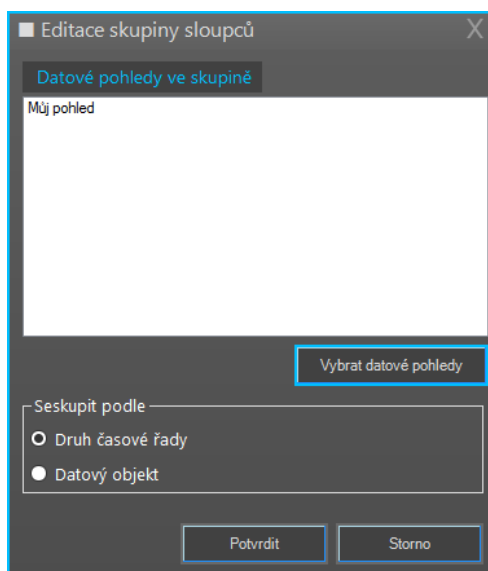 Editace skupiny sloupců
X
Datové pohledy ve skupině
Můj pohled
Vybrat datové pohledy
Seskupit podle
Druh časové řady
Datový objekt
Potvrdit
Storno